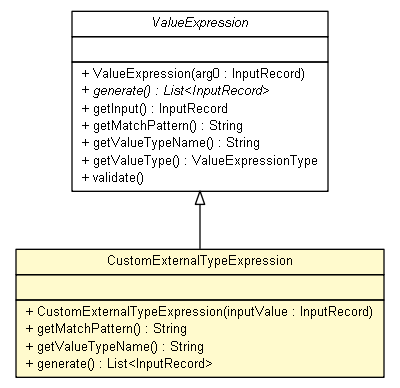 ValueExpression
+ ValueExpression(arg0 : InputRecord)
+ generate() : List<InputRecord>
+ getInput() : InputRecord
+ getMatchPattern() : String
+ getValueTypeName() : String
+ getValueType() : ValueExpressionType
+ validate()
CustomExternalTypeExpression
+ CustomExternalTypeExpression(inputValue : InputRecord)
+ getMatchPattern() : String
+ getValueTypeName() : String
+ generate() : List<InputRecord>